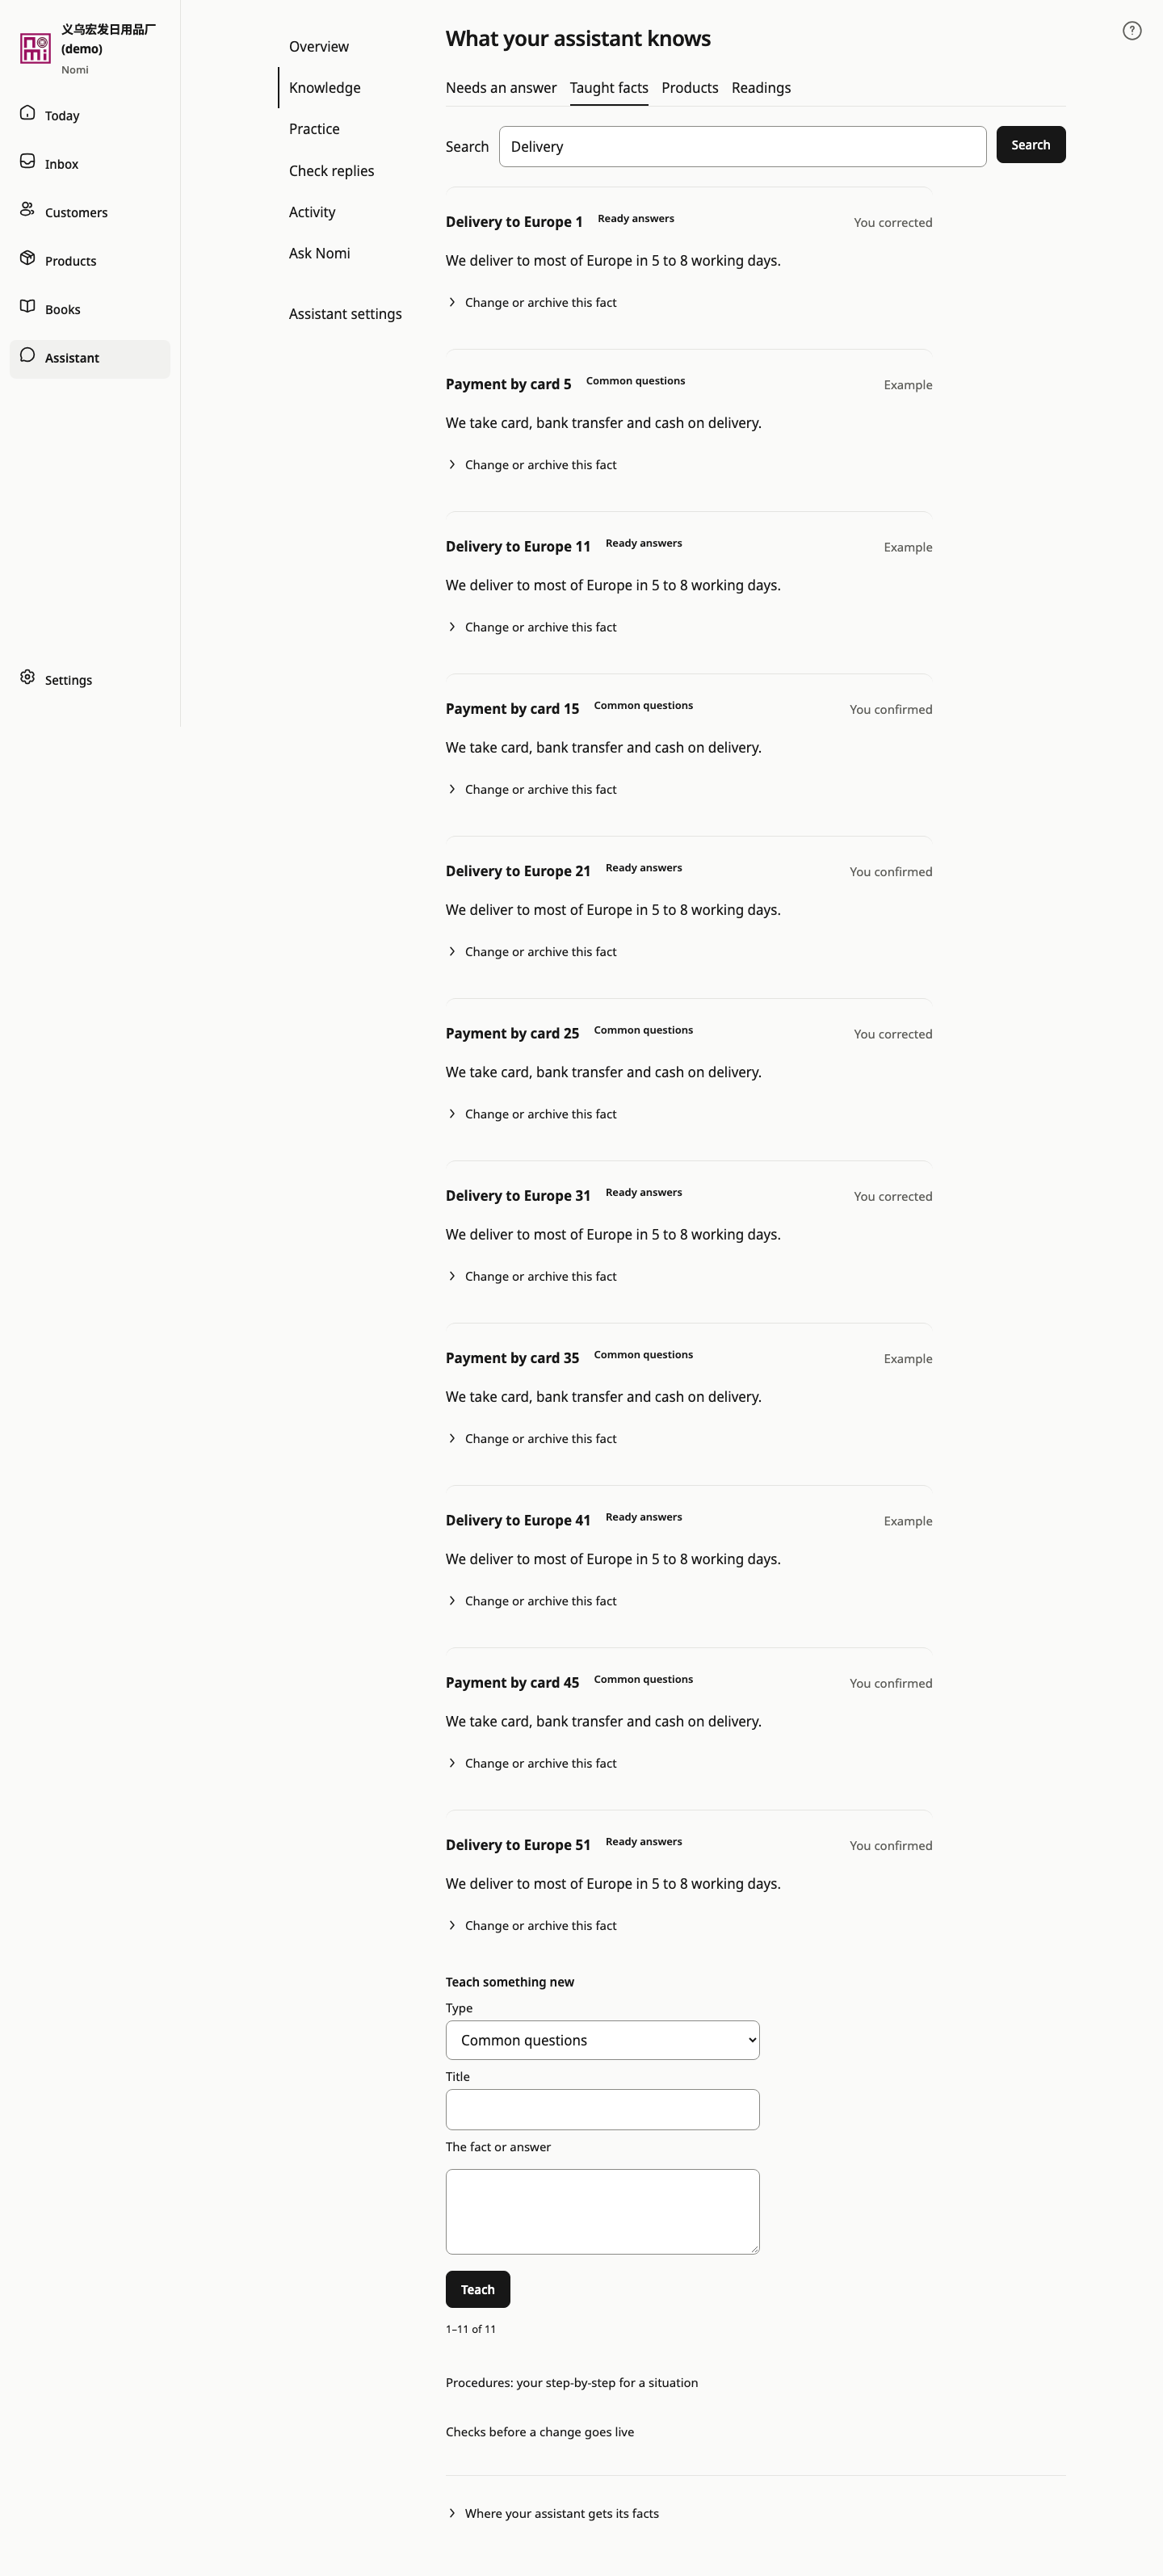 义乌宏发日用品厂
(demo)
Nomi
Today
Inbox
Customers
Products
Books
Assistant
Settings
Overview
Knowledge
Practice
Check replies
Activity
Ask Nomi
Assistant settings
What your assistant knows
Needs an answer Taught facts Products Readings
Search Delivery Search
Delivery to Europe 1 Ready answers You corrected
We deliver to most of Europe in 5 to 8 working days.
Change or archive this fact
Payment by card 5 Common questions Example
We take card, bank transfer and cash on delivery.
Change or archive this fact
Delivery to Europe 11 Ready answers Example
We deliver to most of Europe in 5 to 8 working days.
Change or archive this fact
Payment by card 15 Common questions You confirmed
We take card, bank transfer and cash on delivery.
Change or archive this fact
Delivery to Europe 21 Ready answers You confirmed
We deliver to most of Europe in 5 to 8 working days.
Change or archive this fact
Payment by card 25 Common questions You corrected
We take card, bank transfer and cash on delivery.
Change or archive this fact
Delivery to Europe 31 Ready answers You corrected
We deliver to most of Europe in 5 to 8 working days.
Change or archive this fact
Payment by card 35 Common questions Example
We take card, bank transfer and cash on delivery.
Change or archive this fact
Delivery to Europe 41 Ready answers Example
We deliver to most of Europe in 5 to 8 working days.
Change or archive this fact
Payment by card 45 Common questions You confirmed
We take card, bank transfer and cash on delivery.
Change or archive this fact
Delivery to Europe 51 Ready answers You confirmed
We deliver to most of Europe in 5 to 8 working days.
Change or archive this fact
Teach something new
Type
Common questions
Title
The fact or answer
Teach
1–11 of 11
Procedures: your step-by-step for a situation
Checks before a change goes live
Where your assistant gets its facts